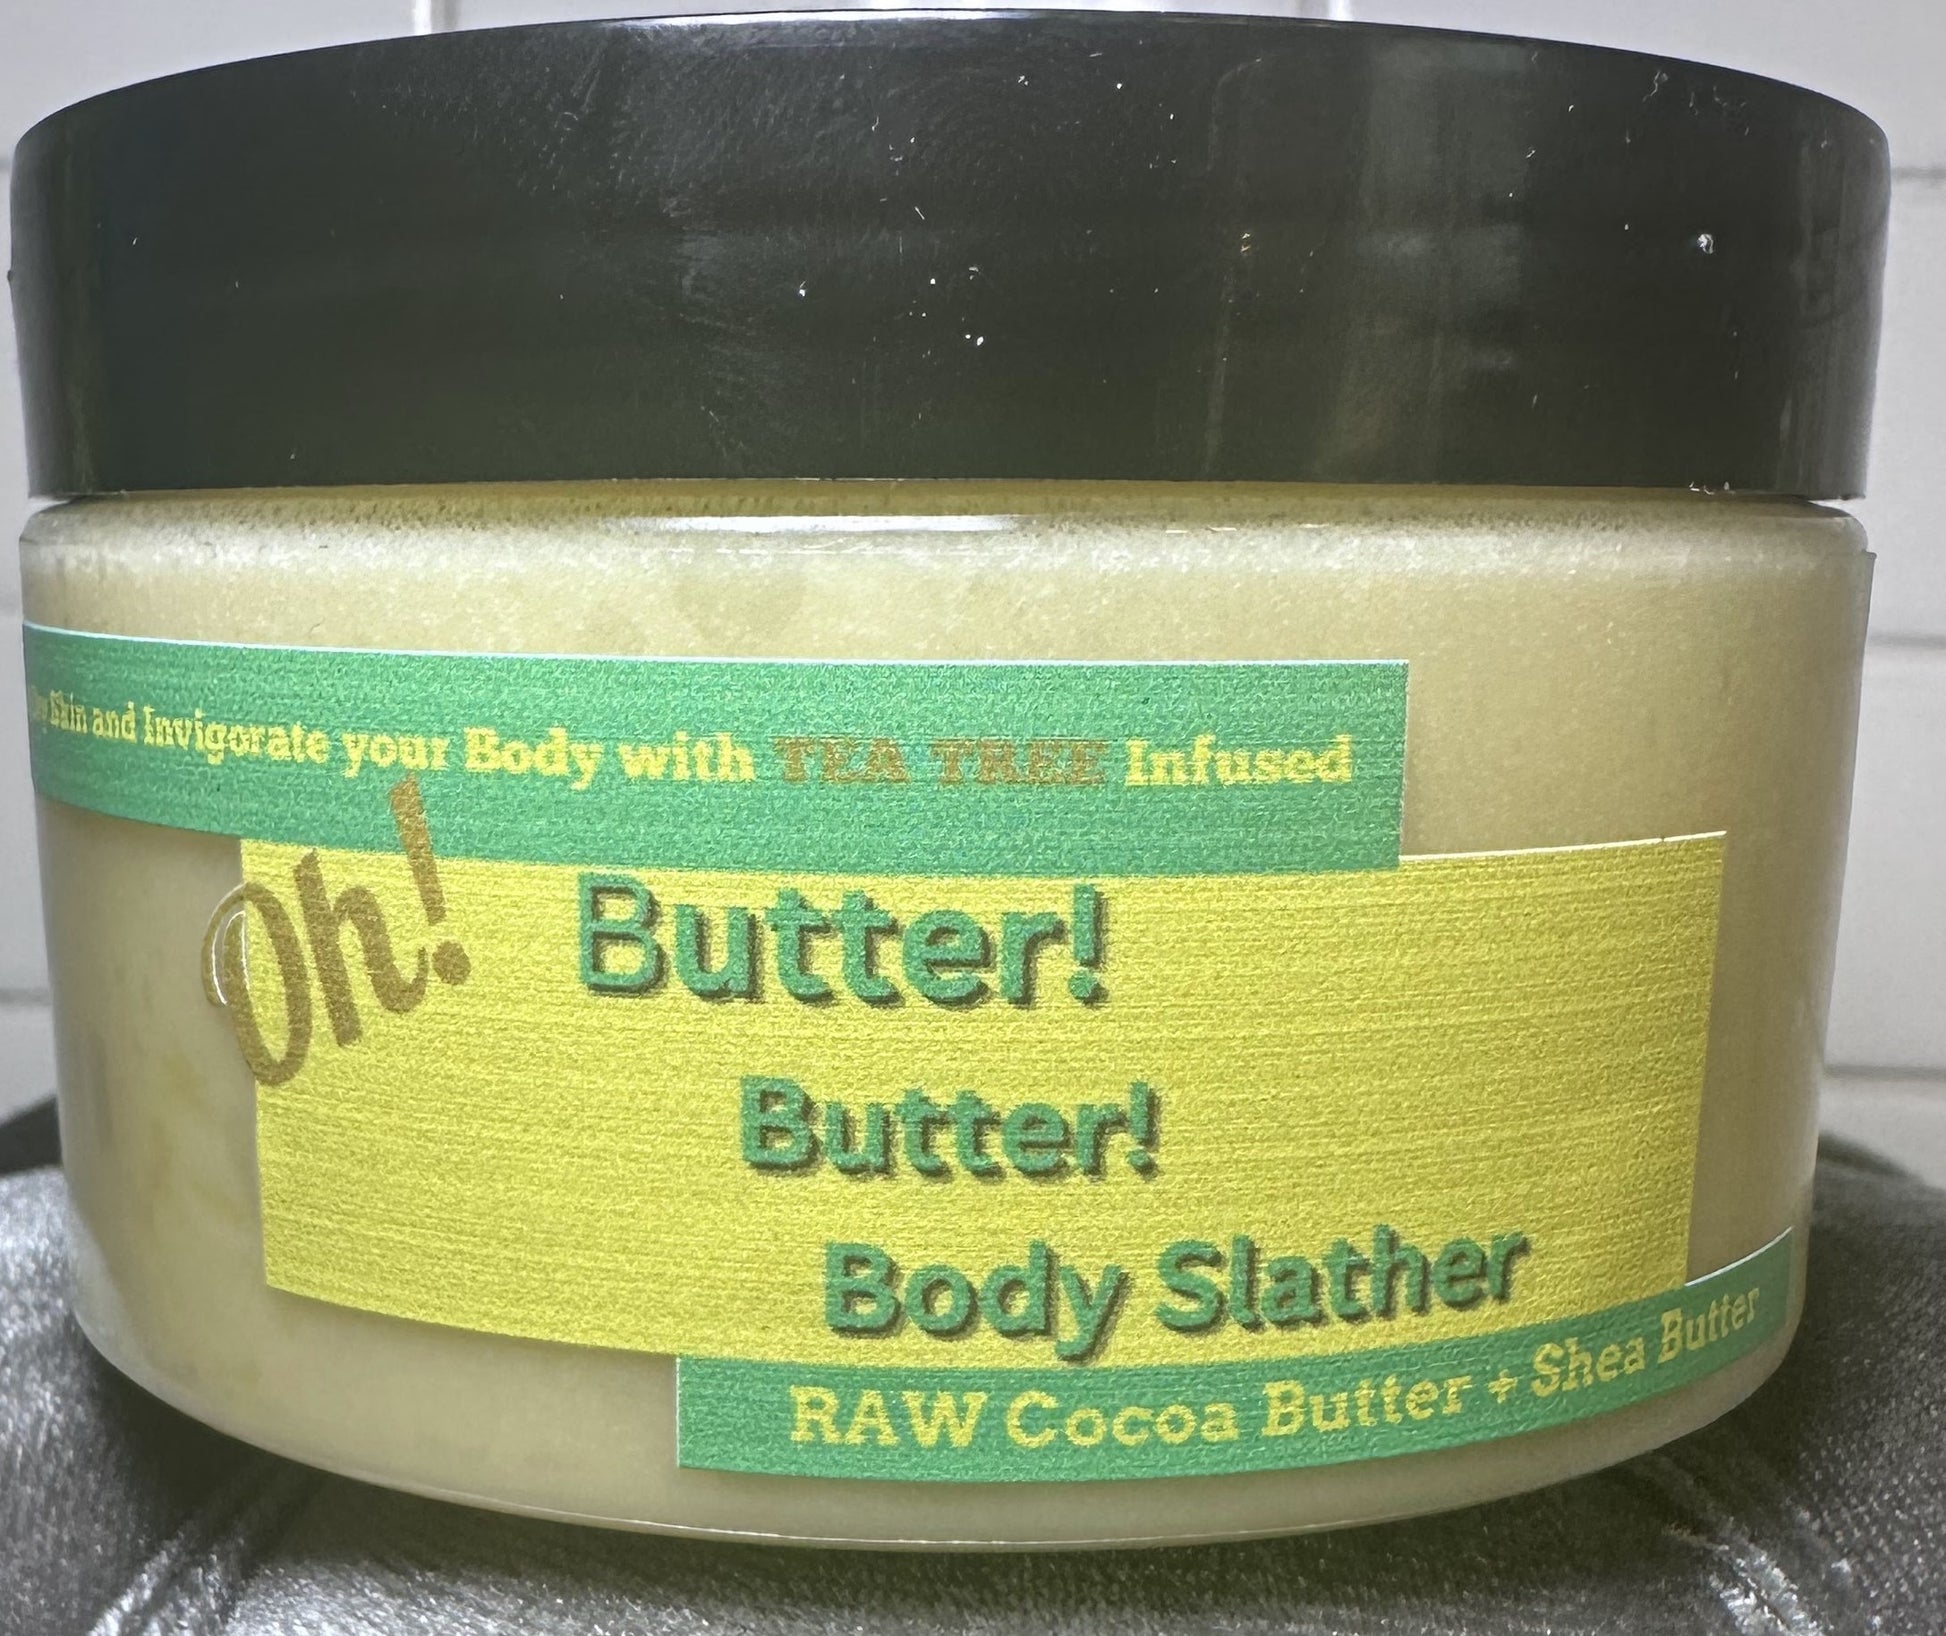 Skin and Invigorate your Body with TEA TREE Infused
Oh! Butter!
Butter!
Body Slather
RAW Cocoa Butter + Shea Butter